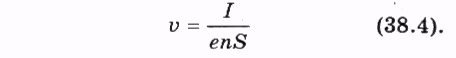 v = I / enS (38.4).